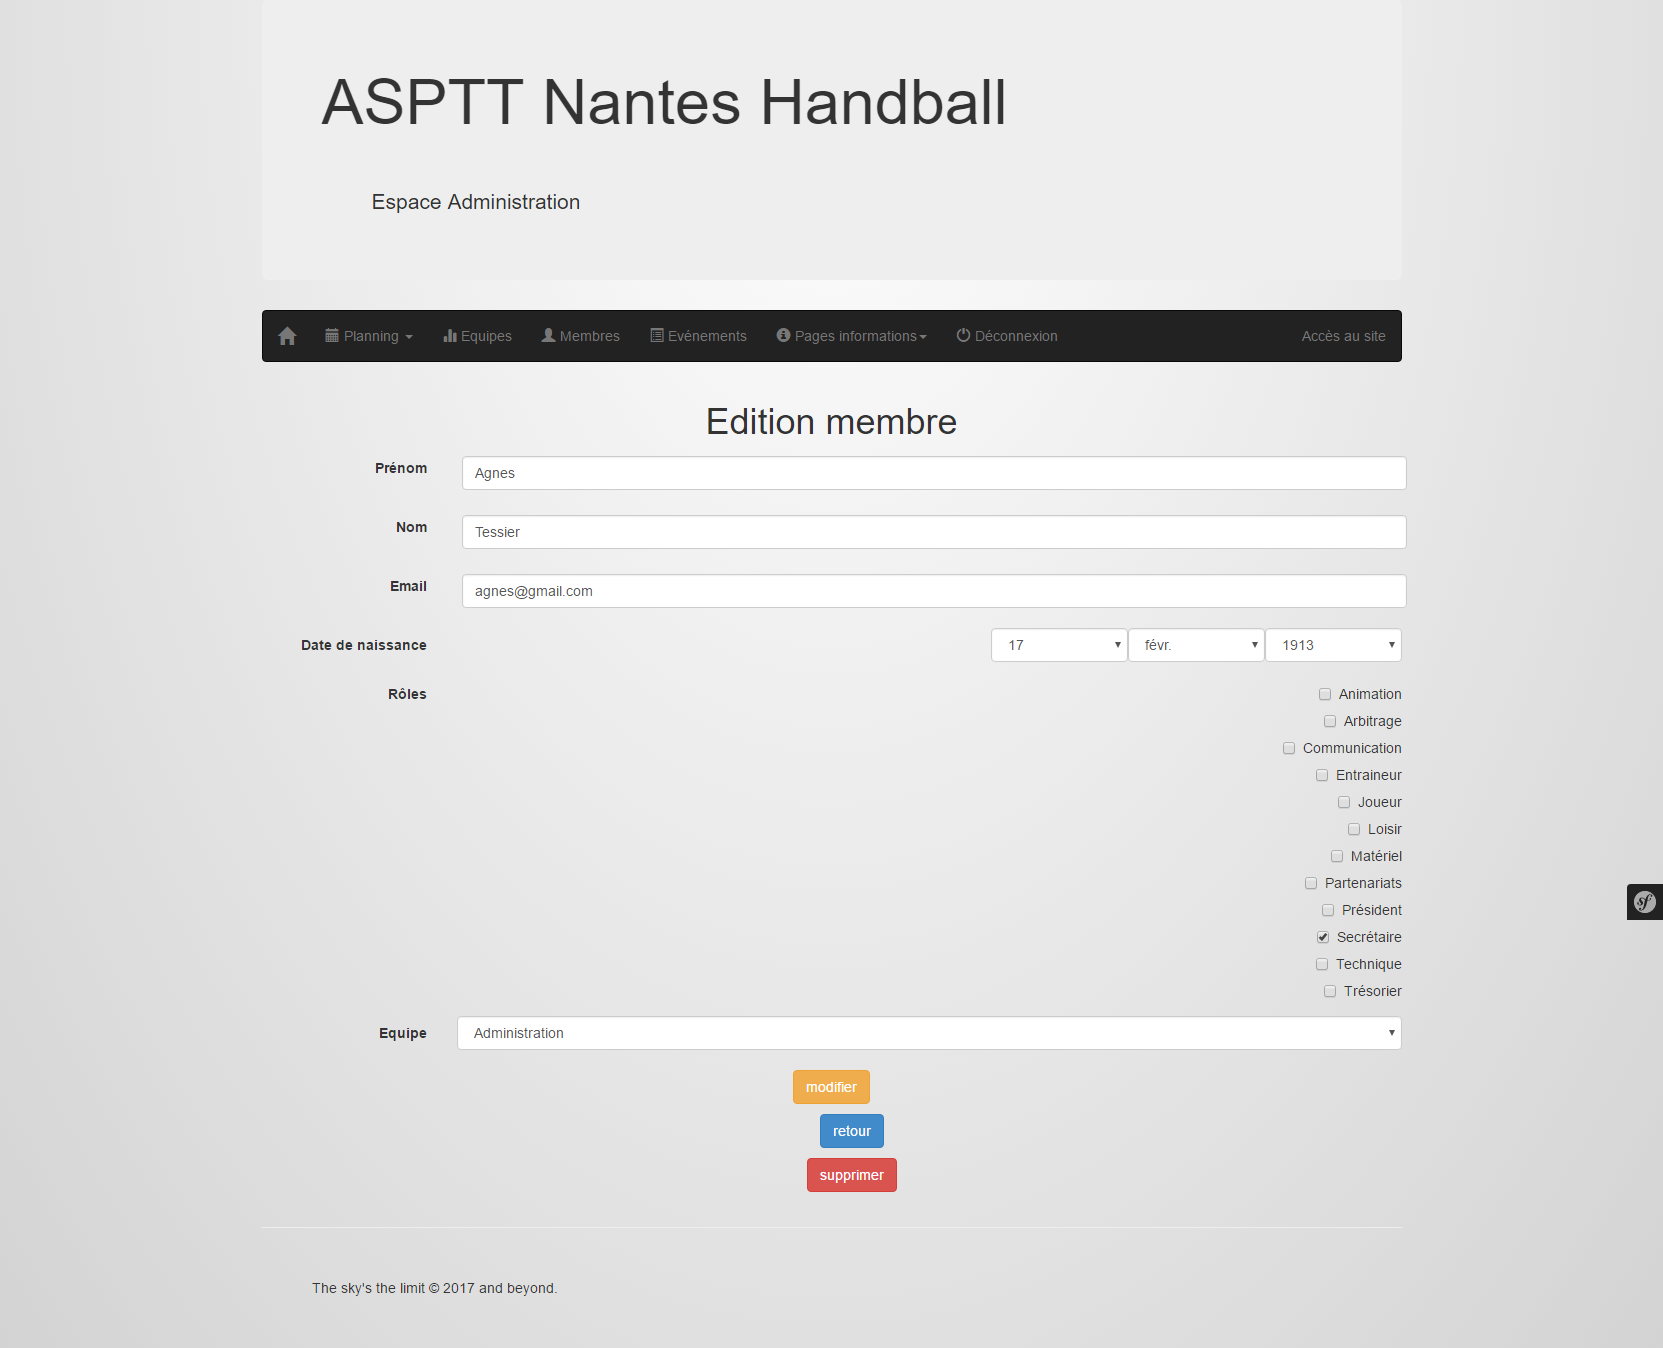 ASPTT Nantes Handball
Espace Administration
Planning Equipes Membres Evénements Pages informations Déconnexion Accès au site
Edition membre
Prénom Agnes
Nom Tessier
Email agnes@gmail.com
Date de naissance 17 févr. 1913
Rôles Animation
Arbitrage
Communication
Entraineur
Joueur
Loisir
Matériel
Partenariats
Président
Secrétaire
Technique
Trésorier
Equipe Administration
modifier
retour
supprimer
The sky's the limit © 2017 and beyond.
sf